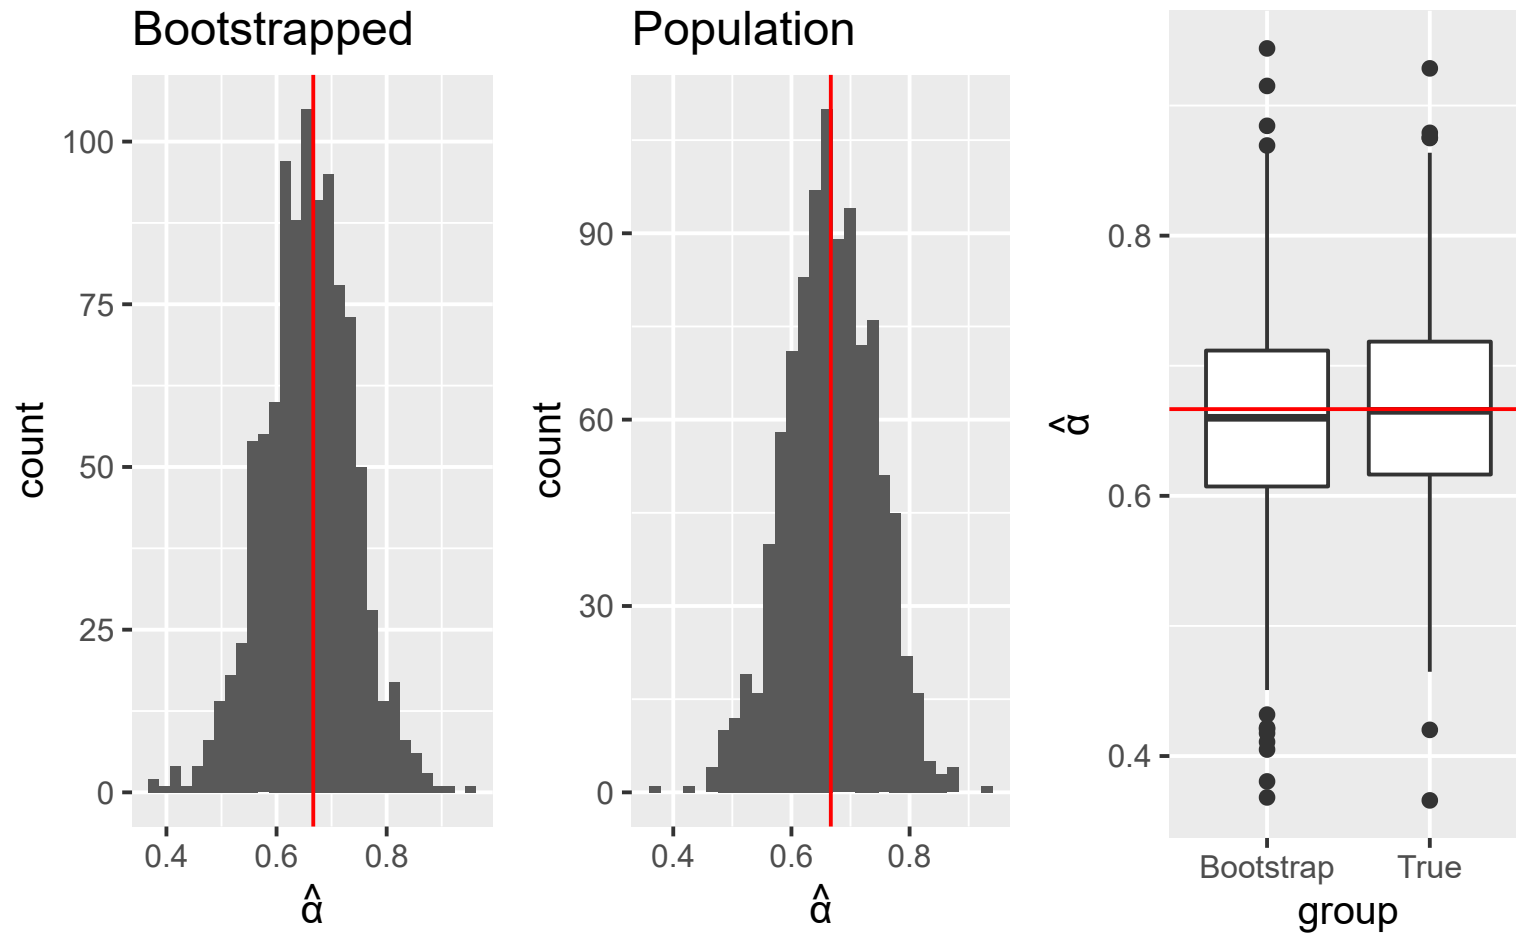 Bootstrapped
100
75
50
25
0
count
0.4 0.6 0.8
α̂
Population
90
60
30
0
count
0.4 0.6 0.8
α̂
0.8
0.6
0.4
α̂
Bootstrap True
group